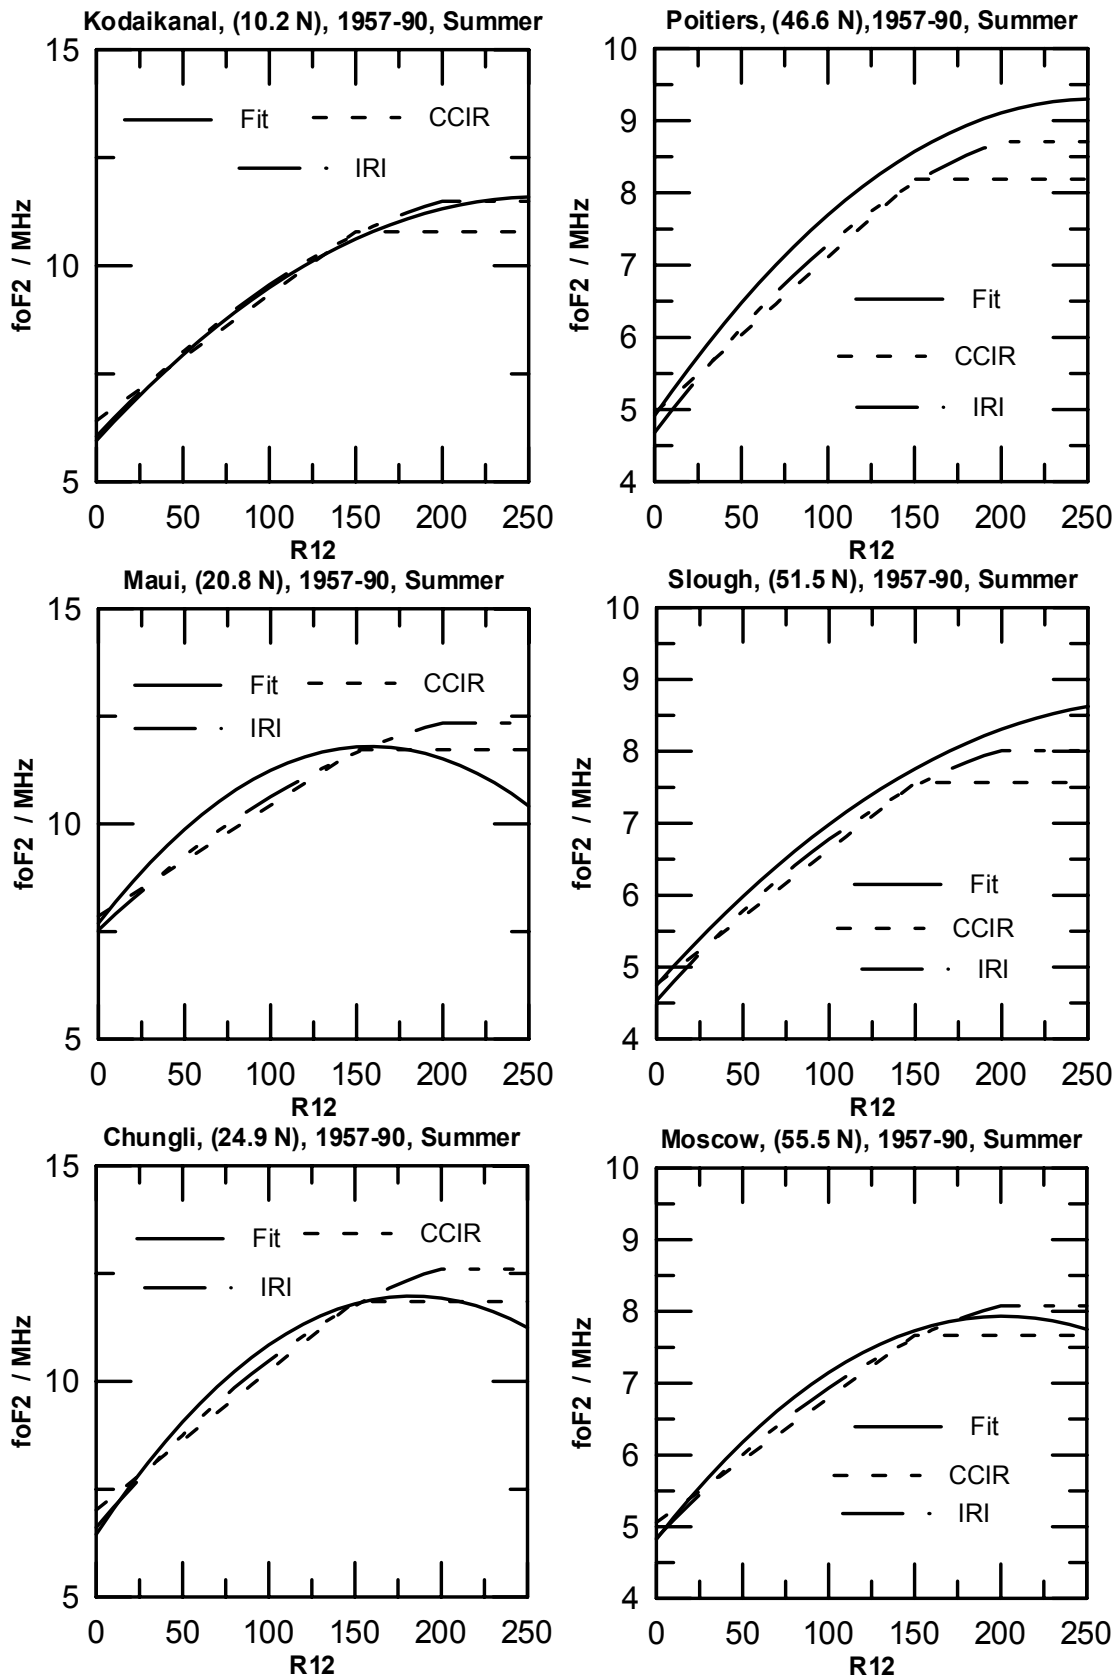 Kodaikanal, (10.2 N), 1957-90, Summer
15
10
5
foF2 / MHz
Fit
CCIR
IRI
0 50 100 150 200 250
R12
Poitiers, (46.6 N),1957-90, Summer
10
9
8
7
6
5
4
foF2 / MHz
Fit
CCIR
IRI
0 50 100 150 200 250
R12
Maui, (20.8 N), 1957-90, Summer
15
10
5
foF2 / MHz
Fit
CCIR
IRI
0 50 100 150 200 250
R12
Slough, (51.5 N), 1957-90, Summer
10
9
8
7
6
5
4
foF2 / MHz
Fit
CCIR
IRI
0 50 100 150 200 250
R12
Chungli, (24.9 N), 1957-90, Summer
15
10
5
foF2 / MHz
Fit
CCIR
IRI
0 50 100 150 200 250
R12
Moscow, (55.5 N), 1957-90, Summer
10
9
8
7
6
5
4
foF2 / MHz
Fit
CCIR
IRI
0 50 100 150 200 250
R12